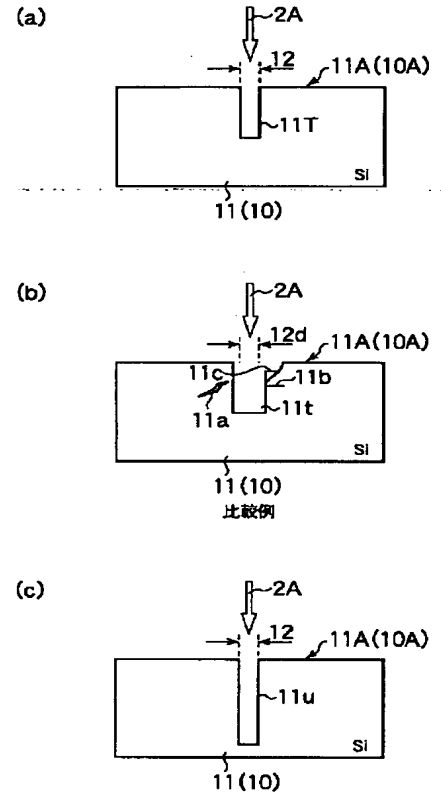 (a)
2A
12
11A(10A)
11T
Si
11(10)
(b)
2A
12d
11A(10A)
11c
11b
11a
11t
Si
11(10)
比較例
(c)
2A
12
11A(10A)
11u
Si
11(10)